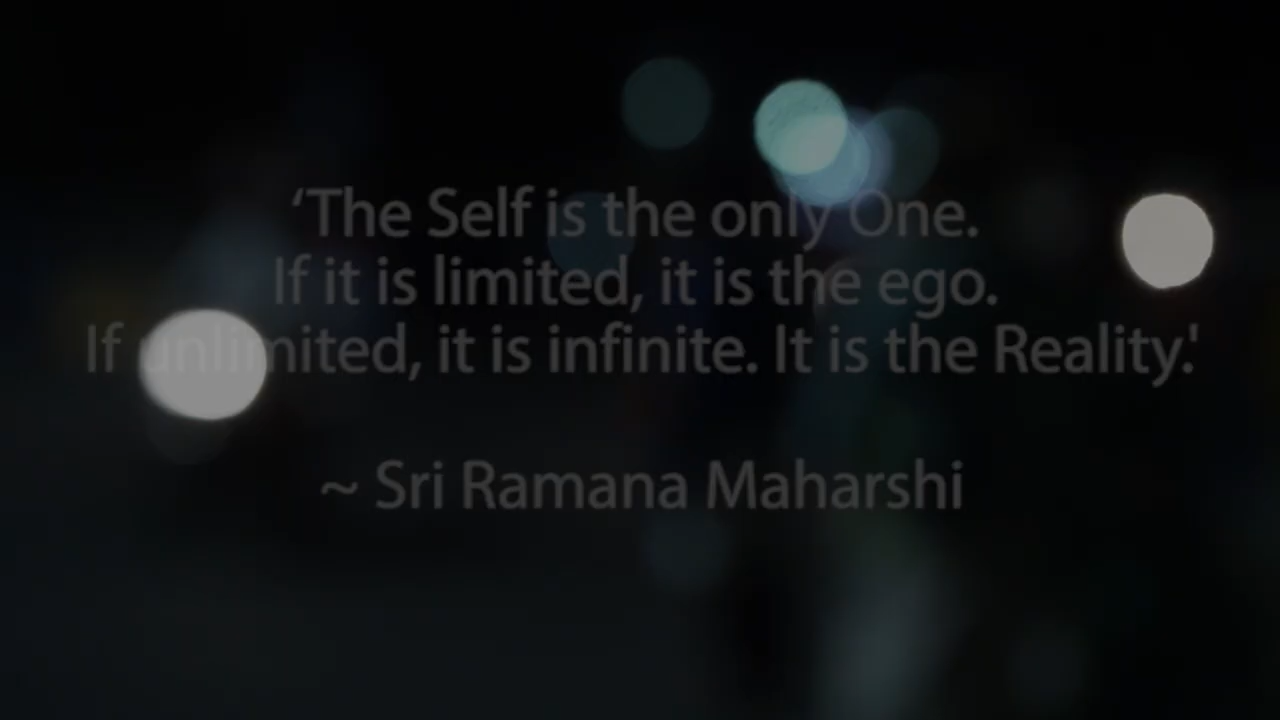 ‘The Self is the only One.
If it is limited, it is the ego.
If unlimited, it is infinite. It is the Reality.'
~ Sri Ramana Maharshi